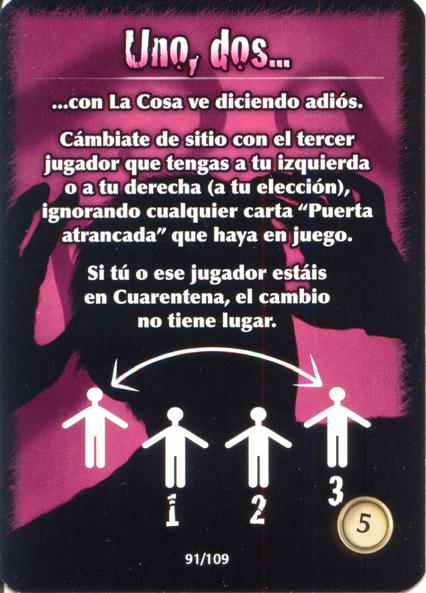 Uno, dos...
...con La Cosa ve diciendo adiós.
Cámbiate de sitio con el tercer
jugador que tengas a tu izquierda
o a tu derecha (a tu elección),
ignorando cualquier carta “Puerta
atrancada” que haya en juego.
Si tú o ese jugador estáis
en Cuarentena, el cambio
no tiene lugar.
1 2 3
5
91/109